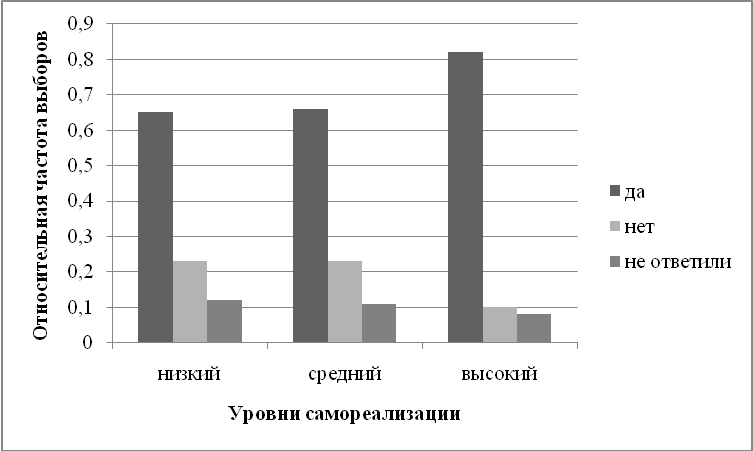 Относительная частота выборов
0,9
0,8
0,7
0,6
0,5
0,4
0,3
0,2
0,1
0
низкий
средний
высокий
Уровни самореализации
да
нет
не ответили